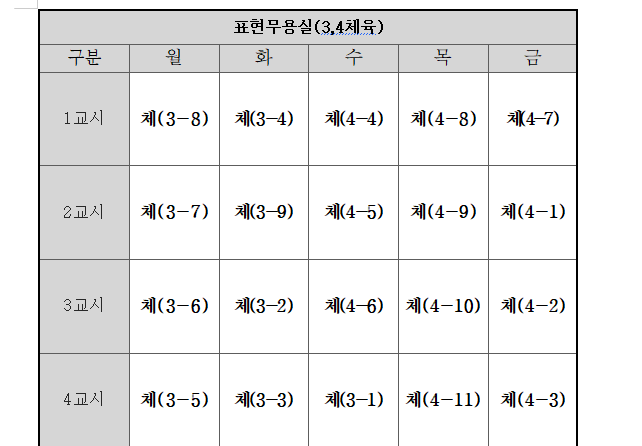 표현무용실(3,4체육)
구분 월 화 수 목 금
1교시 체(3-8) 체(3-4) 체(4-4) 체(4-8) 체(4-7)
2교시 체(3-7) 체(3-9) 체(4-5) 체(4-9) 체(4-1)
3교시 체(3-6) 체(3-2) 체(4-6) 체(4-10) 체(4-2)
4교시 체(3-5) 체(3-3) 체(3-1) 체(4-11) 체(4-3)